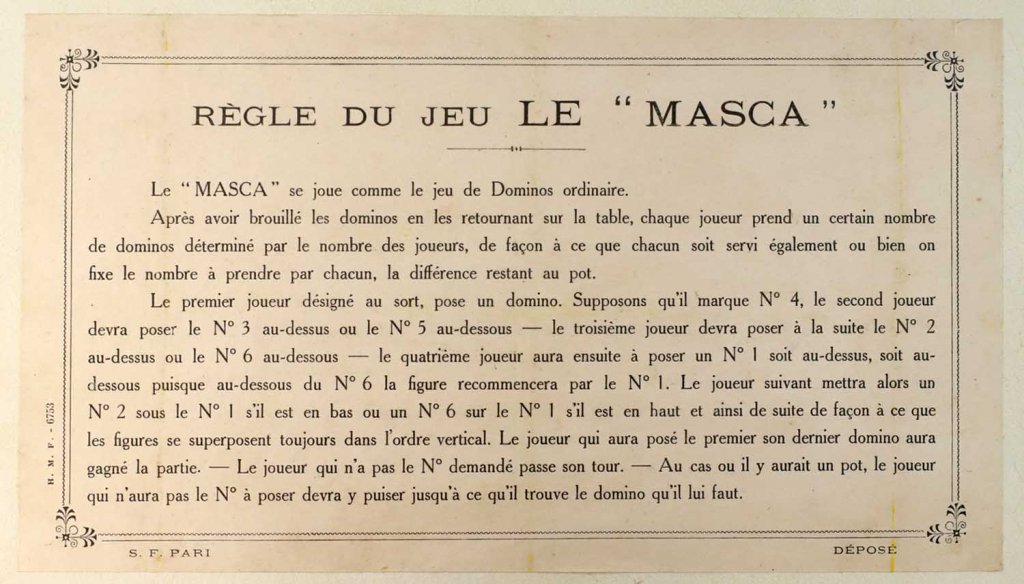 RÈGLE DU JEU LE “MASCA”
Le “MASCA” se joue comme le jeu de Dominos ordinaire.
Après avoir brouillé les dominos en les retournant sur la table, chaque joueur prend un certain nombre
de dominos déterminé par le nombre des joueurs, de façon à ce que chacun soit servi également ou bien on
fixe le nombre à prendre par chacun, la différence restant au pot.
Le premier joueur désigné au sort, pose un domino. Supposons qu'il marque N° 4, le second joueur
devra poser le N° 3 au-dessus ou le N° 5 au-dessous — le troisième joueur devra poser à la suite le N° 2
au-dessus ou le N° 6 au-dessous — le quatrième joueur aura ensuite à poser un N° 1 soit au-dessus, soit au-
dessous puisque au-dessous du N° 6 la figure recommencera par le N° 1. Le joueur suivant mettra alors un
N° 2 sous le N° 1 s'il est en bas ou un N° 6 sur le N° 1 s'il est en haut et ainsi de suite de façon à ce que
les figures se superposent toujours dans l'ordre vertical. Le joueur qui aura posé le premier son dernier domino aura
gagné la partie. — Le joueur qui n'a pas le N° demandé passe son tour. — Au cas ou il y aurait un pot, le joueur
qui n'aura pas le N° à poser devra y puiser jusqu'à ce qu'il trouve le domino qu'il lui faut.
H. M. F. - 6753
S. F. PARI
DÉPOSÉ